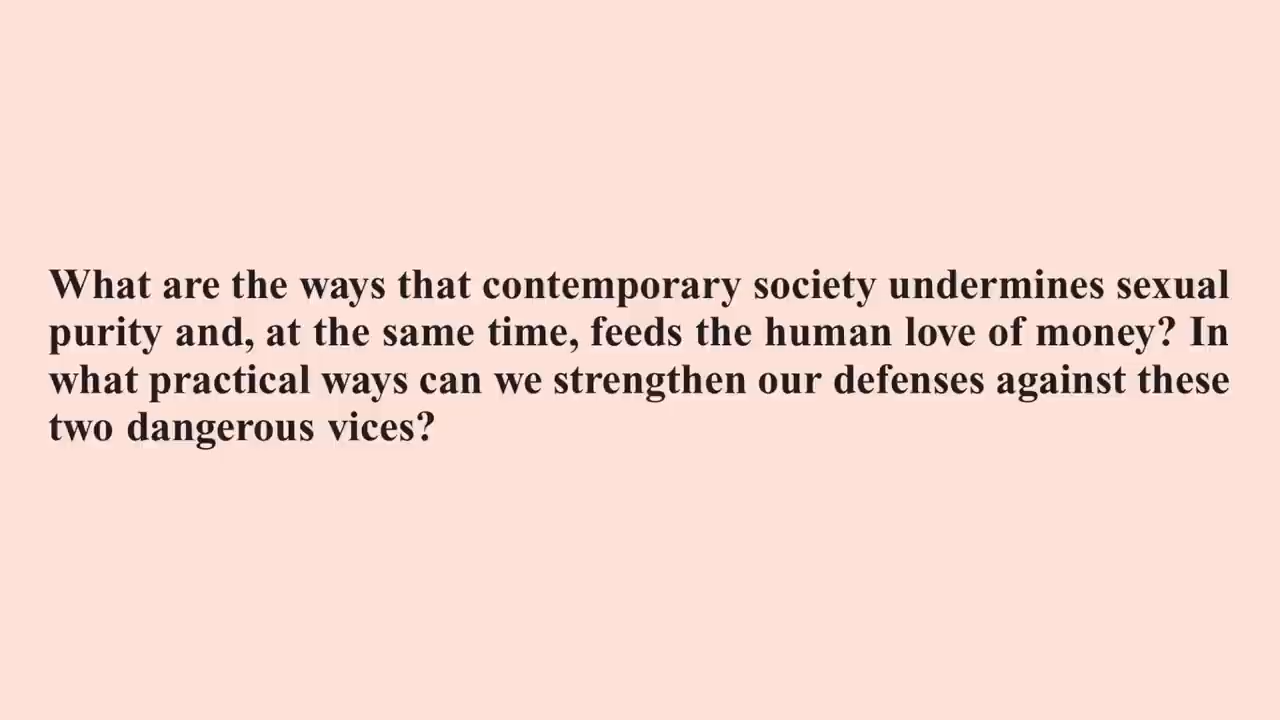 What are the ways that contemporary society undermines sexual
purity and, at the same time, feeds the human love of money? In
what practical ways can we strengthen our defenses against these
two dangerous vices?